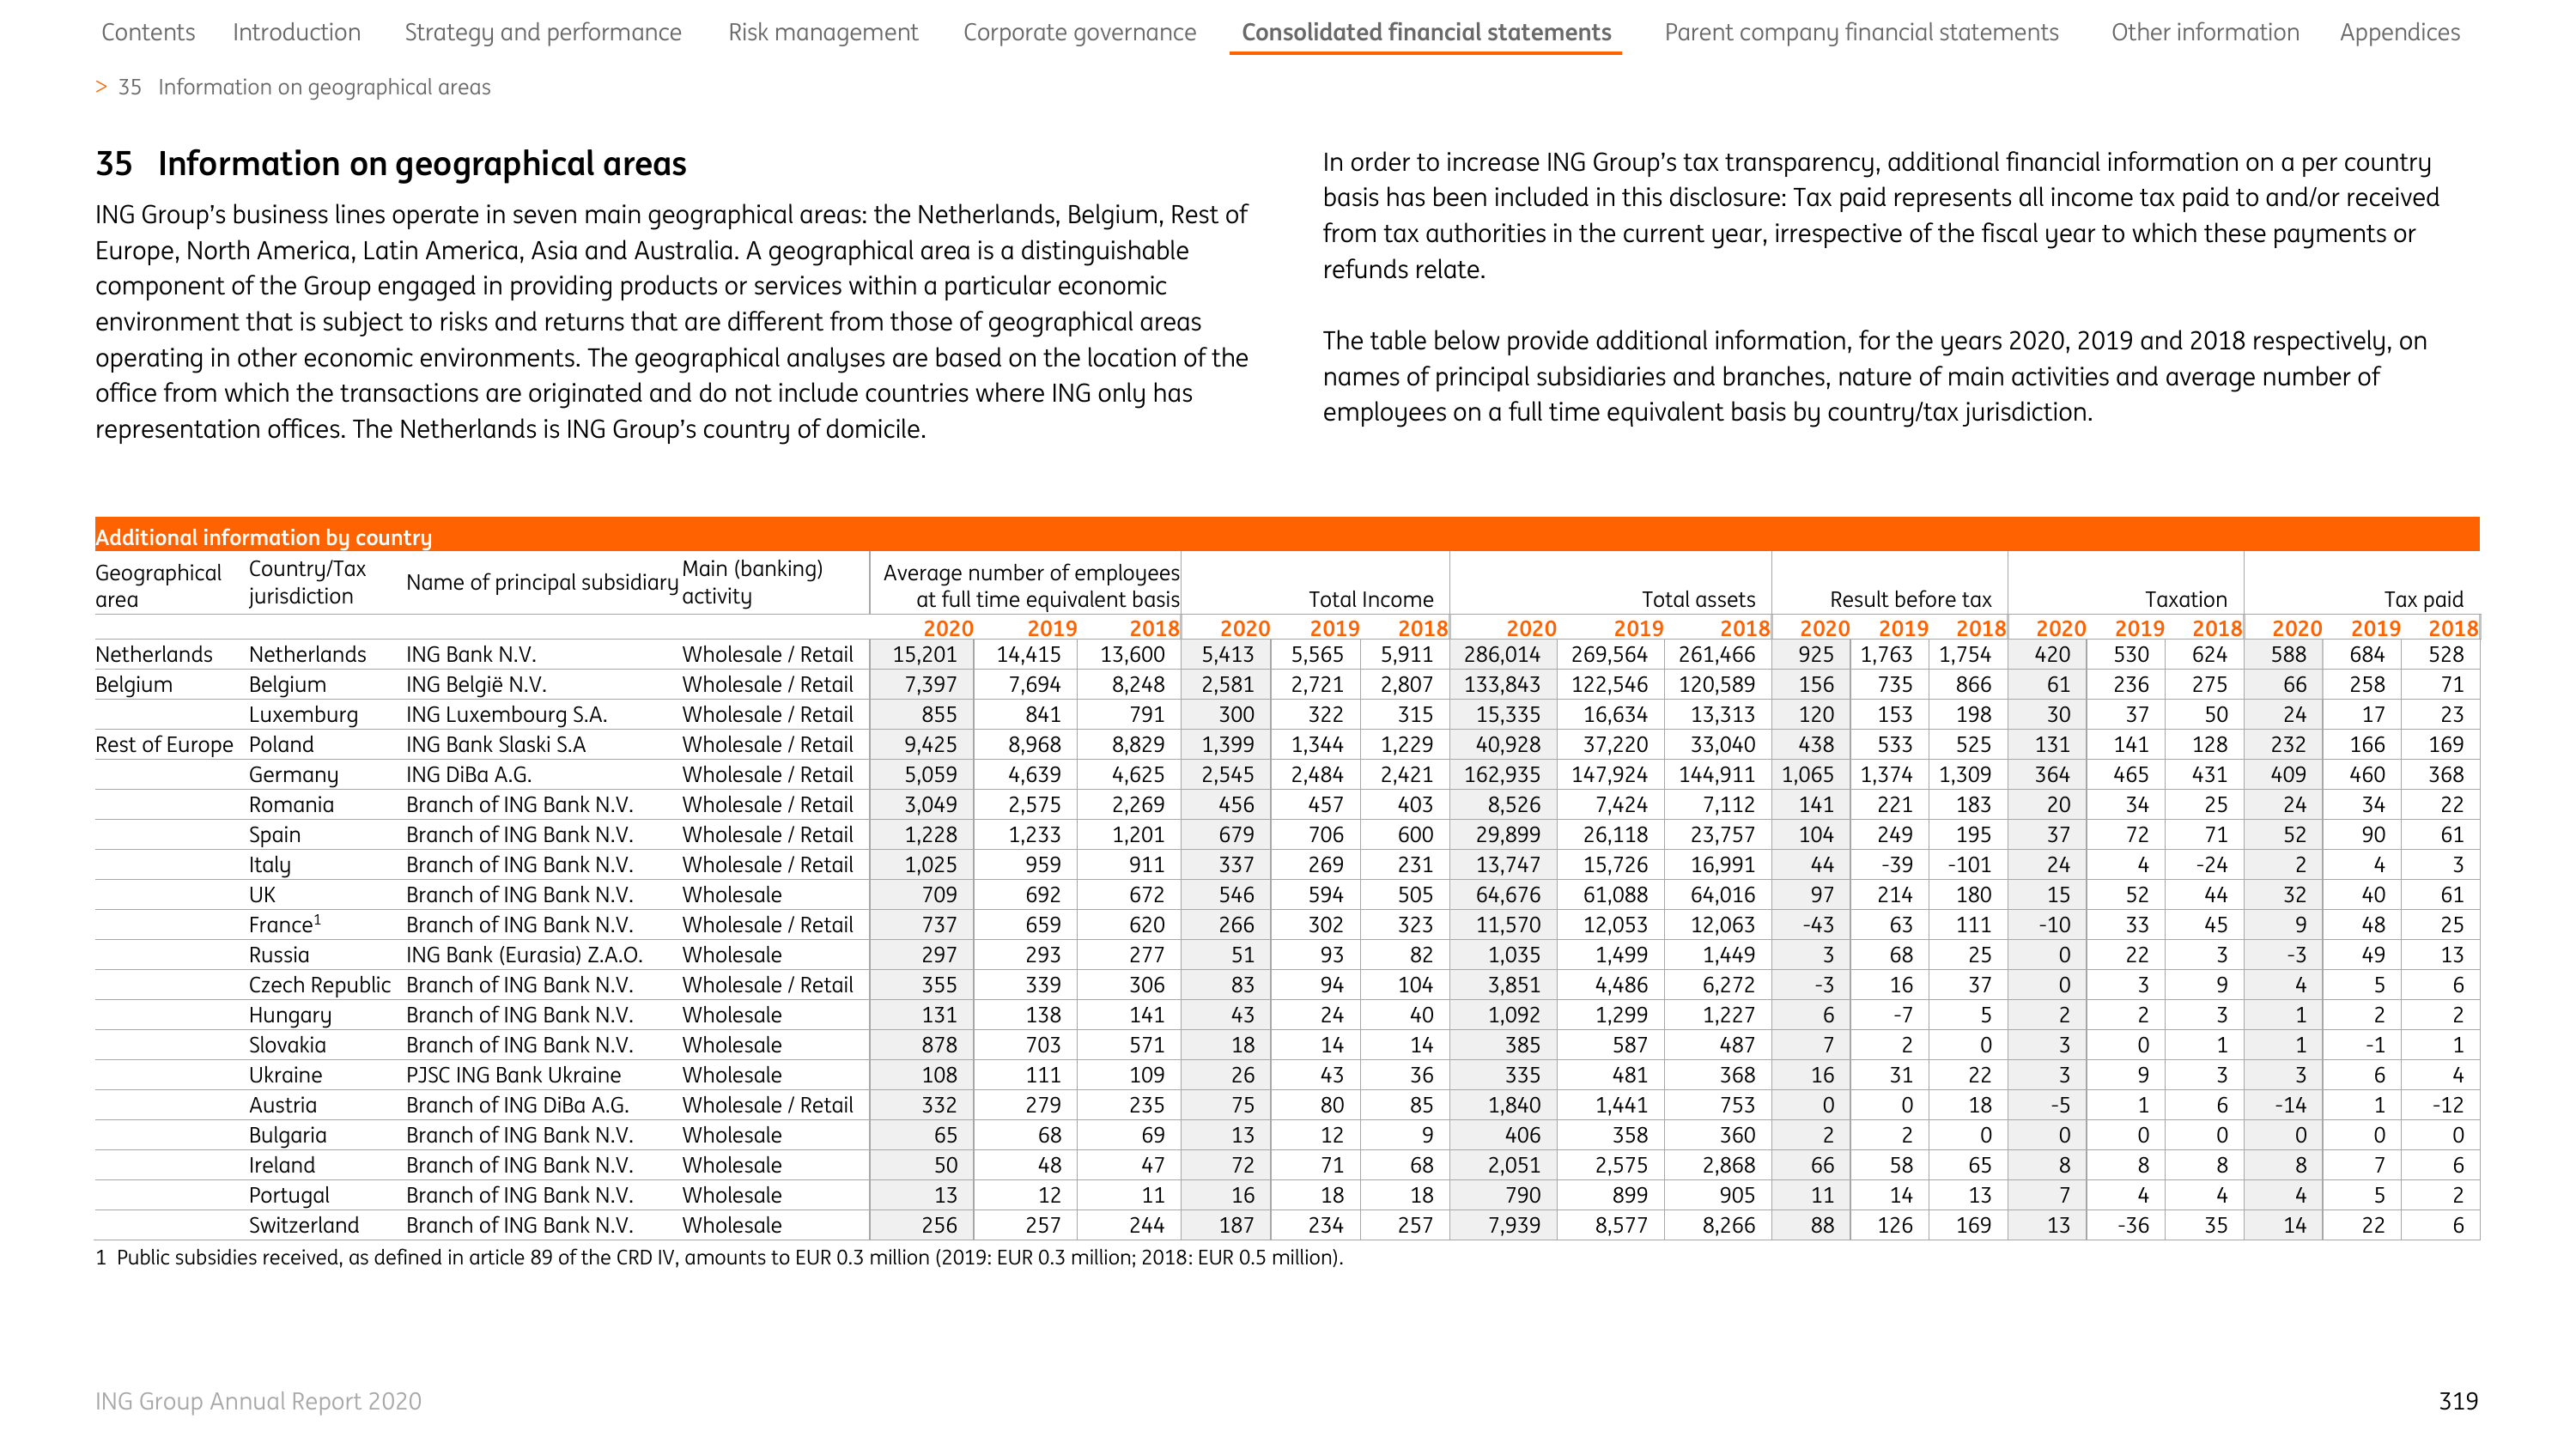 Contents Introduction Strategy and performance Risk management Corporate governance Consolidated financial statements Parent company financial statements Other information Appendices
> 35 Information on geographical areas
35 Information on geographical areas
ING Group’s business lines operate in seven main geographical areas: the Netherlands, Belgium, Rest of
Europe, North America, Latin America, Asia and Australia. A geographical area is a distinguishable
component of the Group engaged in providing products or services within a particular economic
environment that is subject to risks and returns that are different from those of geographical areas
operating in other economic environments. The geographical analyses are based on the location of the
office from which the transactions are originated and do not include countries where ING only has
representation offices. The Netherlands is ING Group’s country of domicile.
In order to increase ING Group’s tax transparency, additional financial information on a per country
basis has been included in this disclosure: Tax paid represents all income tax paid to and/or received
from tax authorities in the current year, irrespective of the fiscal year to which these payments or
refunds relate.
The table below provide additional information, for the years 2020, 2019 and 2018 respectively, on
names of principal subsidiaries and branches, nature of main activities and average number of
employees on a full time equivalent basis by country/tax jurisdiction.
Additional information by country
Geographical area Country/Tax jurisdiction Name of principal subsidiary Main (banking) activity Average number of employees at full time equivalent basis Total Income Total assets Result before tax Taxation Tax paid
2020 2019 2018 2020 2019 2018 2020 2019 2018 2020 2019 2018 2020 2019 2018 2020 2019 2018
Netherlands Netherlands ING Bank N.V. Wholesale / Retail 15,201 14,415 13,600 5,413 5,565 5,911 286,014 269,564 261,466 925 1,763 1,754 420 530 624 588 684 528
Belgium Belgium ING België N.V. Wholesale / Retail 7,397 7,694 8,248 2,581 2,721 2,807 133,843 122,546 120,589 156 735 866 61 236 275 66 258 71
Luxemburg ING Luxembourg S.A. Wholesale / Retail 855 841 791 300 322 315 15,335 16,634 13,313 120 153 198 30 37 50 24 17 23
Rest of Europe Poland ING Bank Slaski S.A Wholesale / Retail 9,425 8,968 8,829 1,399 1,344 1,229 40,928 37,220 33,040 438 533 525 131 141 128 232 166 169
Germany ING DiBa A.G. Wholesale / Retail 5,059 4,639 4,625 2,545 2,484 2,421 162,935 147,924 144,911 1,065 1,374 1,309 364 465 431 409 460 368
Romania Branch of ING Bank N.V. Wholesale / Retail 3,049 2,575 2,269 456 457 403 8,526 7,424 7,112 141 221 183 20 34 25 24 34 22
Spain Branch of ING Bank N.V. Wholesale / Retail 1,228 1,233 1,201 679 706 600 29,899 26,118 23,757 104 249 195 37 72 71 52 90 61
Italy Branch of ING Bank N.V. Wholesale / Retail 1,025 959 911 337 269 231 13,747 15,726 16,991 44 -39 -101 24 4 -24 2 4 3
UK Branch of ING Bank N.V. Wholesale 709 692 672 546 594 505 64,676 61,088 64,016 97 214 180 15 52 44 32 40 61
France1 Branch of ING Bank N.V. Wholesale / Retail 737 659 620 266 302 323 11,570 12,053 12,063 -43 63 111 -10 33 45 9 48 25
Russia ING Bank (Eurasia) Z.A.O. Wholesale 297 293 277 51 93 82 1,035 1,499 1,449 3 68 25 0 22 3 -3 49 13
Czech Republic Branch of ING Bank N.V. Wholesale / Retail 355 339 306 83 94 104 3,851 4,486 6,272 -3 16 37 0 3 9 4 5 6
Hungary Branch of ING Bank N.V. Wholesale 131 138 141 43 24 40 1,092 1,299 1,227 6 -7 5 2 2 3 1 2 2
Slovakia Branch of ING Bank N.V. Wholesale 878 703 571 18 14 14 385 587 487 7 2 0 3 0 1 1 -1 1
Ukraine PJSC ING Bank Ukraine Wholesale 108 111 109 26 43 36 335 481 368 16 31 22 3 9 3 3 6 4
Austria Branch of ING DiBa A.G. Wholesale / Retail 332 279 235 75 80 85 1,840 1,441 753 0 0 18 -5 1 6 -14 1 -12
Bulgaria Branch of ING Bank N.V. Wholesale 65 68 69 13 12 9 406 358 360 2 2 0 0 0 0 0 0 0
Ireland Branch of ING Bank N.V. Wholesale 50 48 47 72 71 68 2,051 2,575 2,868 66 58 65 8 8 8 8 7 6
Portugal Branch of ING Bank N.V. Wholesale 13 12 11 16 18 18 790 899 905 11 14 13 7 4 4 4 5 2
Switzerland Branch of ING Bank N.V. Wholesale 256 257 244 187 234 257 7,939 8,577 8,266 88 126 169 13 -36 35 14 22 6
1 Public subsidies received, as defined in article 89 of the CRD IV, amounts to EUR 0.3 million (2019: EUR 0.3 million; 2018: EUR 0.5 million).
ING Group Annual Report 2020
319